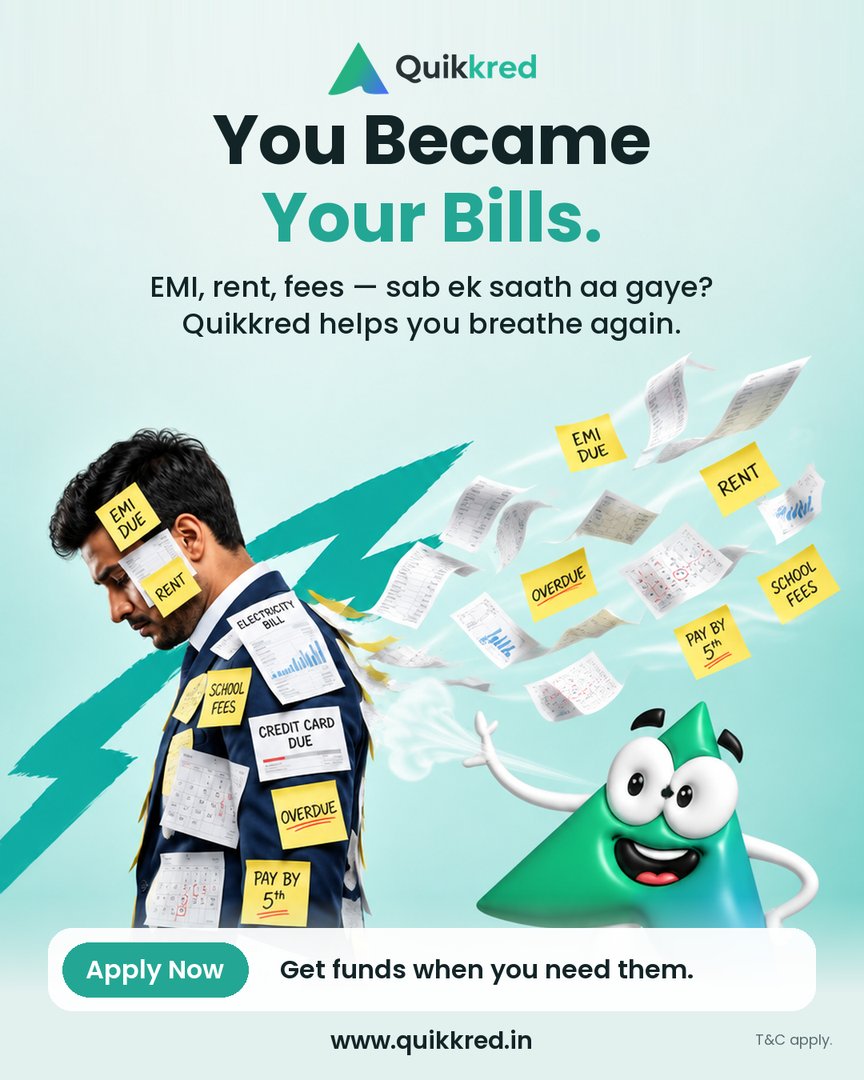 Quikkred
You Became
Your Bills.
EMI, rent, fees — sab ek saath aa gaye?
Quikkred helps you breathe again.
EMI
DUE
RENT
ELECTRICITY
BILL
SCHOOL
FEES
CREDIT CARD
DUE
OVERDUE
PAY BY
5th
EMI
DUE
RENT
OVERDUE
SCHOOL
FEES
PAY BY
5th
Apply Now
Get funds when you need them.
www.quikkred.in
T&C apply.